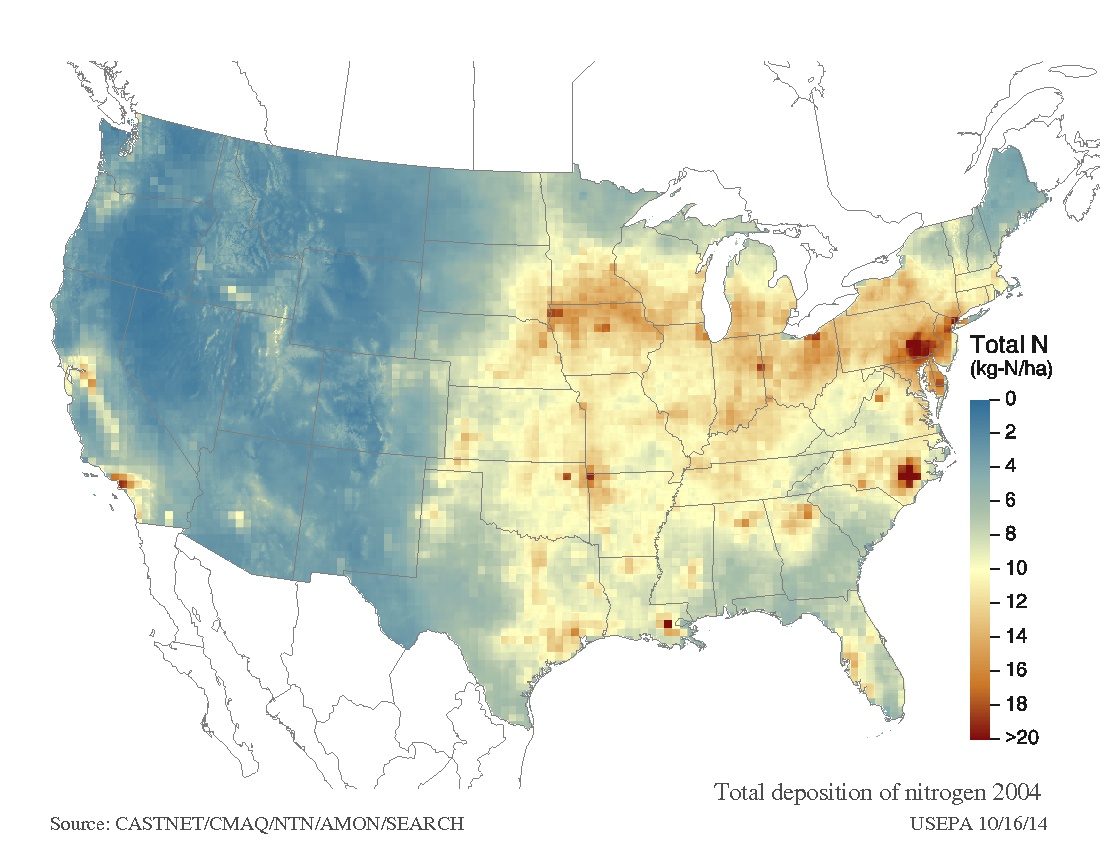 Total N
(kg-N/ha)
0
2
4
6
8
10
12
14
16
18
>20
Total deposition of nitrogen 2004
Source: CASTNET/CMAQ/NTN/AMON/SEARCH
USEPA 10/16/14